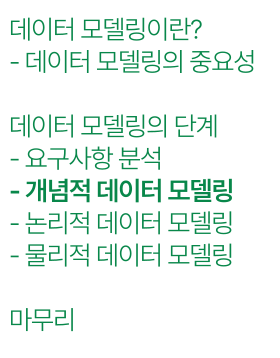 데이터 모델링이란?
- 데이터 모델링의 중요성
데이터 모델링의 단계
- 요구사항 분석
- 개념적 데이터 모델링
- 논리적 데이터 모델링
- 물리적 데이터 모델링
마무리